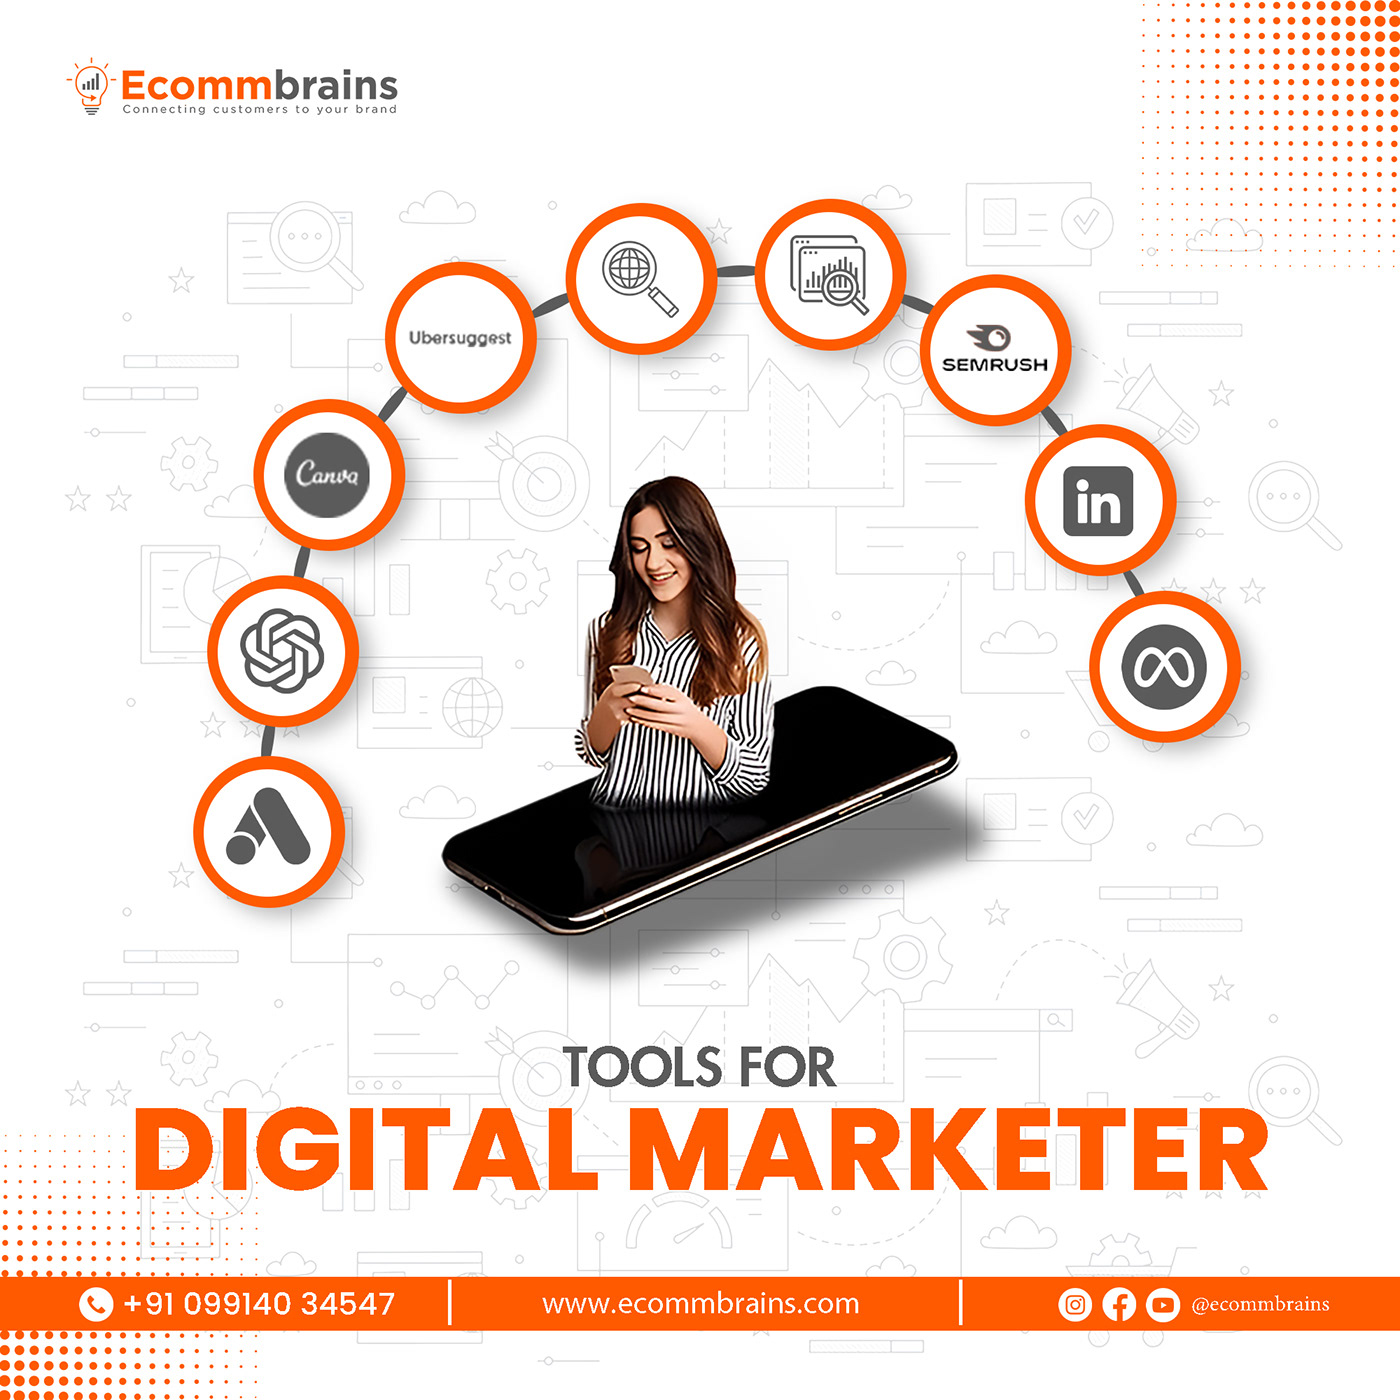 Ecommbrains
Connecting customers to your brand
Ubersuggest
SEMRUSH
Canva
in
TOOLS FOR
DIGITAL MARKETER
+91 099140 34547
www.ecommbrains.com
@ecommbrains